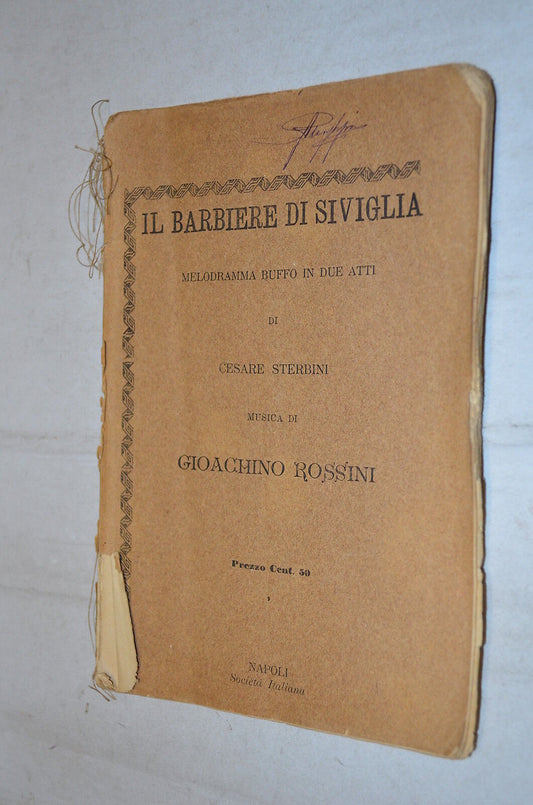 IL BARBIERE DI SIVIGLIA
MELODRAMMA BUFFO IN DUE ATTI
DI
CESARE STERBINI
MUSICA DI
GIOACHINO ROSSINI
Prezzo Cent. 50
NAPOLI
Società Italiana